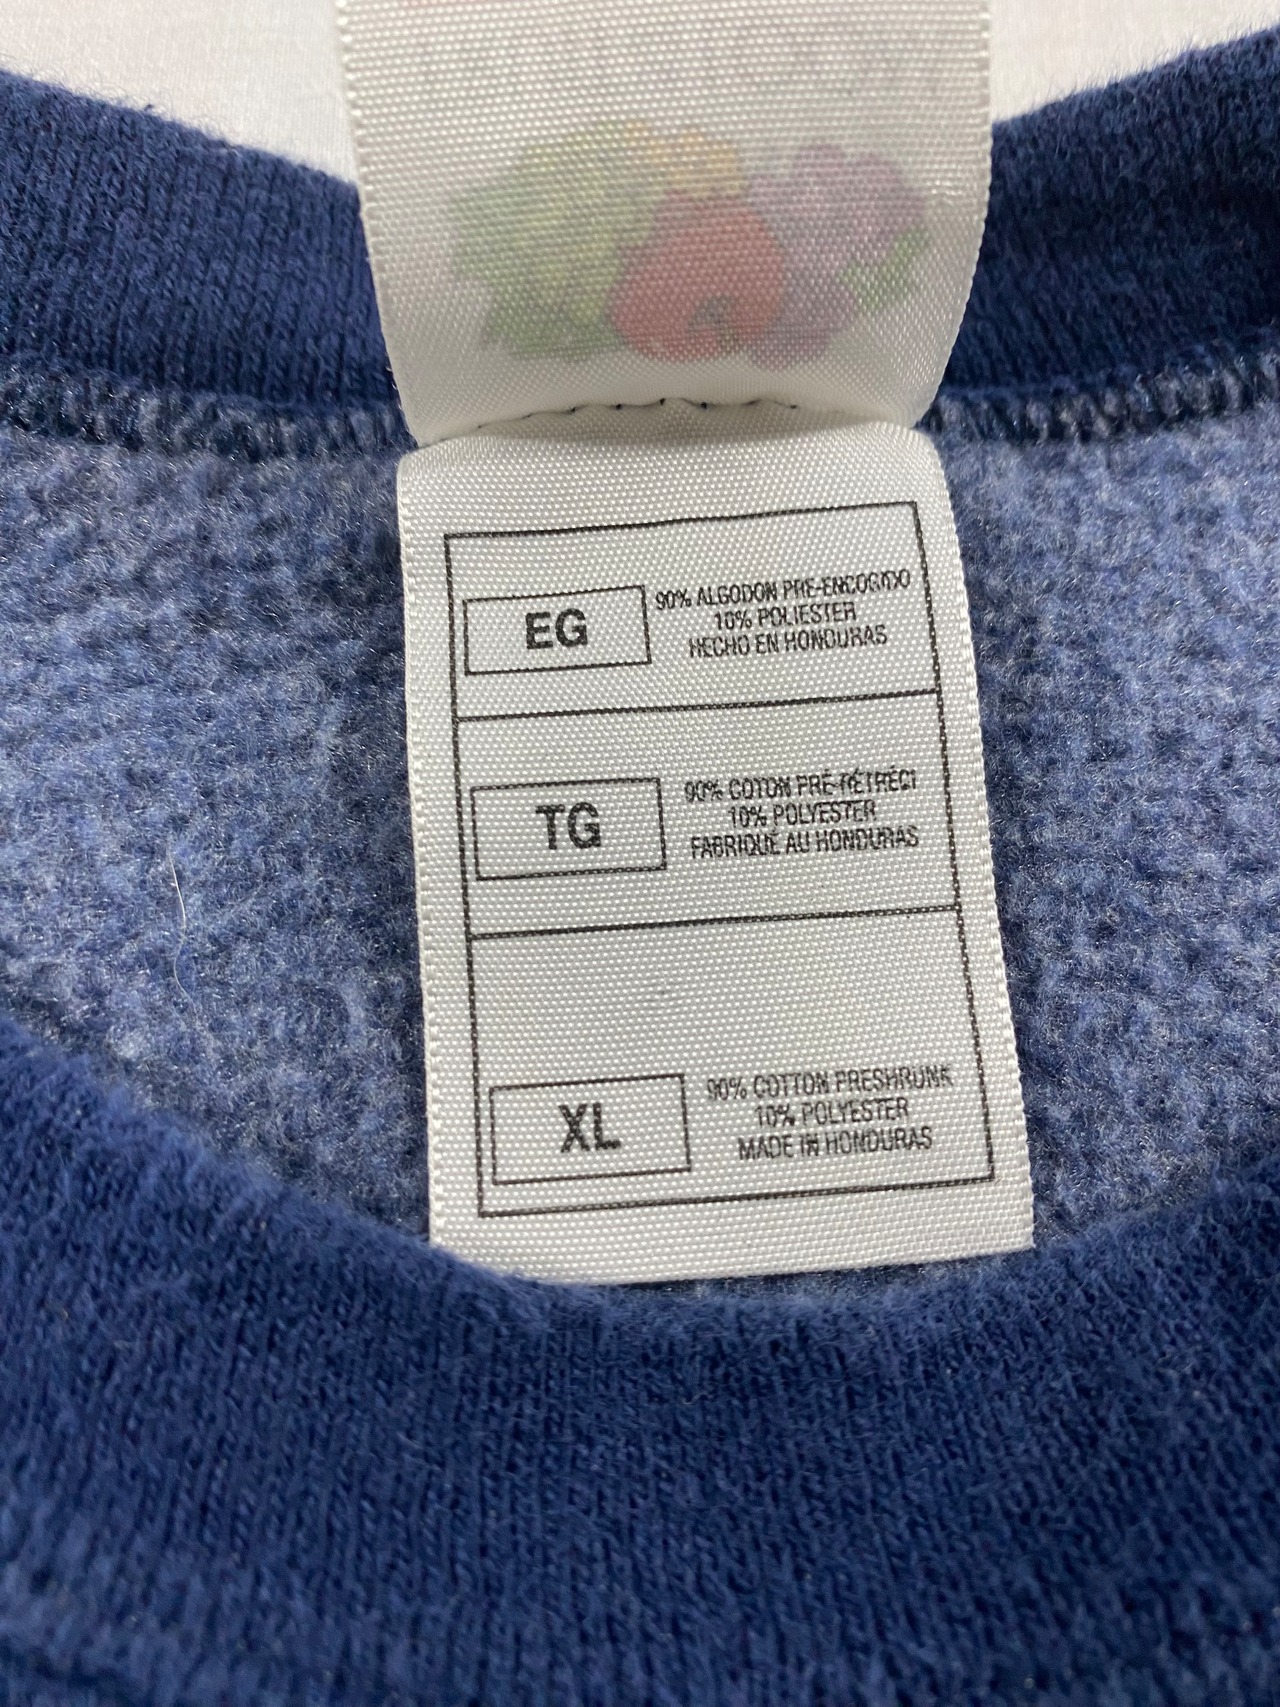 EG
90% ALGODON PRE-ENCOGIDO
10% POLIESTER
HECHO EN HONDURAS
TG
90% COTON PRÉ-RÉTRÉCI
10% POLYESTER
FABRIQUÉ AU HONDURAS
XL
90% COTTON PRESHRUNK
10% POLYESTER
MADE IN HONDURAS